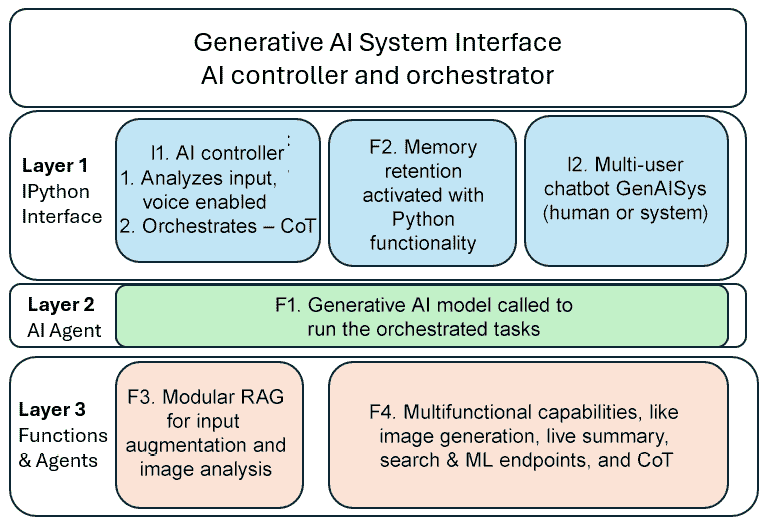 Generative AI System Interface
AI controller and orchestrator
Layer 1
IPython
Interface
I1. AI controller
1. Analyzes input,
voice enabled
2. Orchestrates – CoT
F2. Memory
retention
activated with
Python
functionality
I2. Multi-user
chatbot GenAISys
(human or system)
Layer 2
AI Agent
F1. Generative AI model called to
run the orchestrated tasks
Layer 3
Functions
& Agents
F3. Modular RAG
for input
augmentation and
image analysis
F4. Multifunctional capabilities, like
image generation, live summary,
search & ML endpoints, and CoT